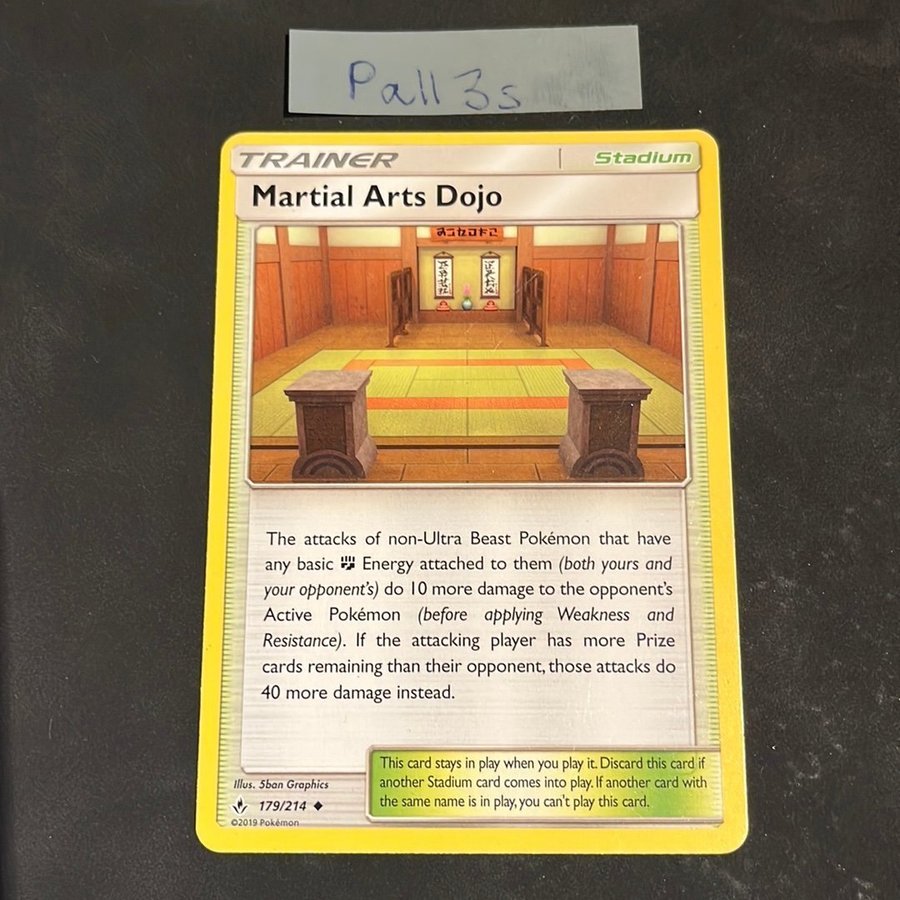 Pall 3s
TRAINER
Stadium
Martial Arts Dojo
The attacks of non-Ultra Beast Pokémon that have
any basic Energy attached to them (both yours and
your opponent's) do 10 more damage to the opponent's
Active Pokémon (before applying Weakness and
Resistance). If the attacking player has more Prize
cards remaining than their opponent, those attacks do
40 more damage instead.
This card stays in play when you play it. Discard this card if
another Stadium card comes into play. If another card with
the same name is in play, you can't play this card.
Illus. 5ban Graphics
179/214
©2019 Pokémon